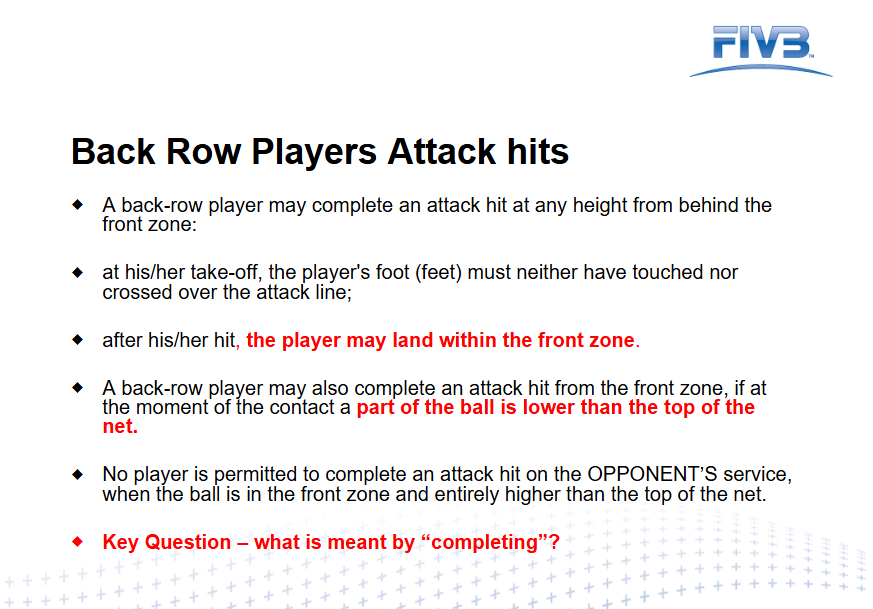 FIVB
TM
Back Row Players Attack hits
A back-row player may complete an attack hit at any height from behind the
front zone:
at his/her take-off, the player's foot (feet) must neither have touched nor
crossed over the attack line;
after his/her hit, the player may land within the front zone.
A back-row player may also complete an attack hit from the front zone, if at
the moment of the contact a part of the ball is lower than the top of the
net.
No player is permitted to complete an attack hit on the OPPONENT’S service,
when the ball is in the front zone and entirely higher than the top of the net.
Key Question – what is meant by “completing”?